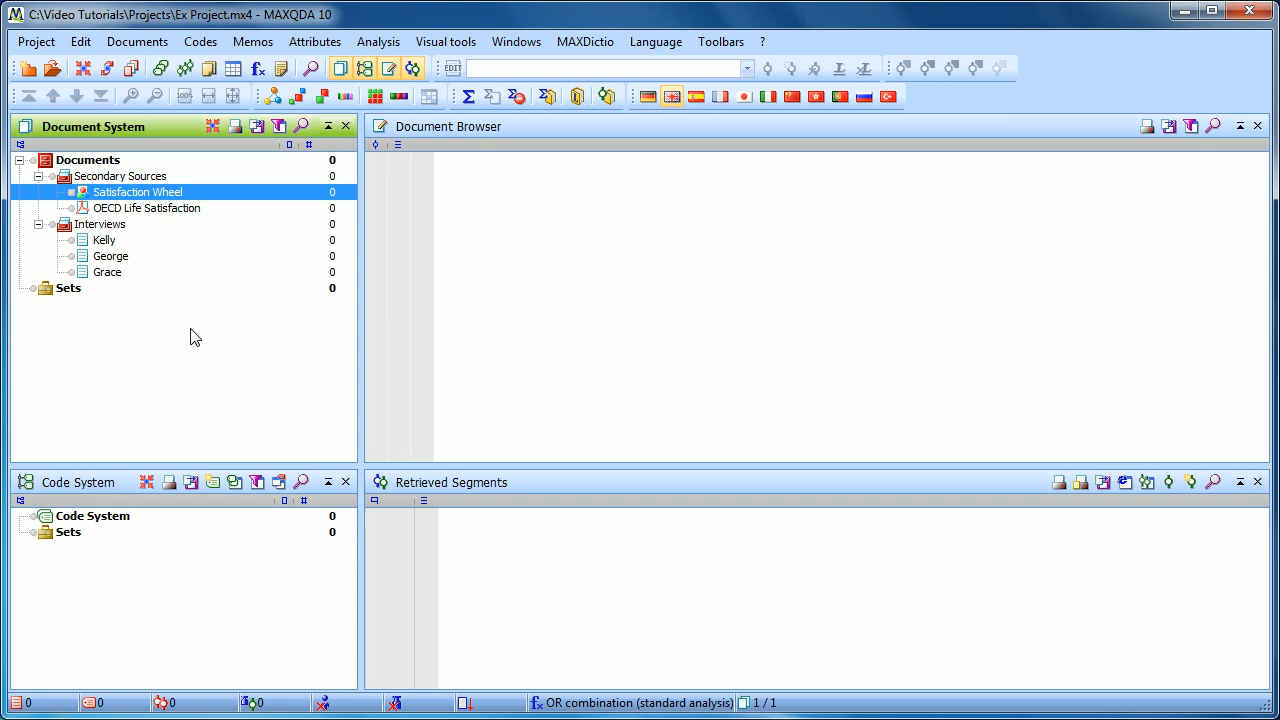 C:\Video Tutorials\Projects\Ex Project.mx4 - MAXQDA 10
Project Edit Documents Codes Memos Attributes Analysis Visual tools Windows MAXDictio Language Toolbars ?
EDIT
100%
Document System
Document Browser
Documents 0
Secondary Sources 0
Satisfaction Wheel 0
OECD Life Satisfaction 0
Interviews 0
Kelly 0
George 0
Grace 0
Sets 0
Code System
Retrieved Segments
Code System 0
Sets 0
0 0 0 0 OR combination (standard analysis) 1 / 1